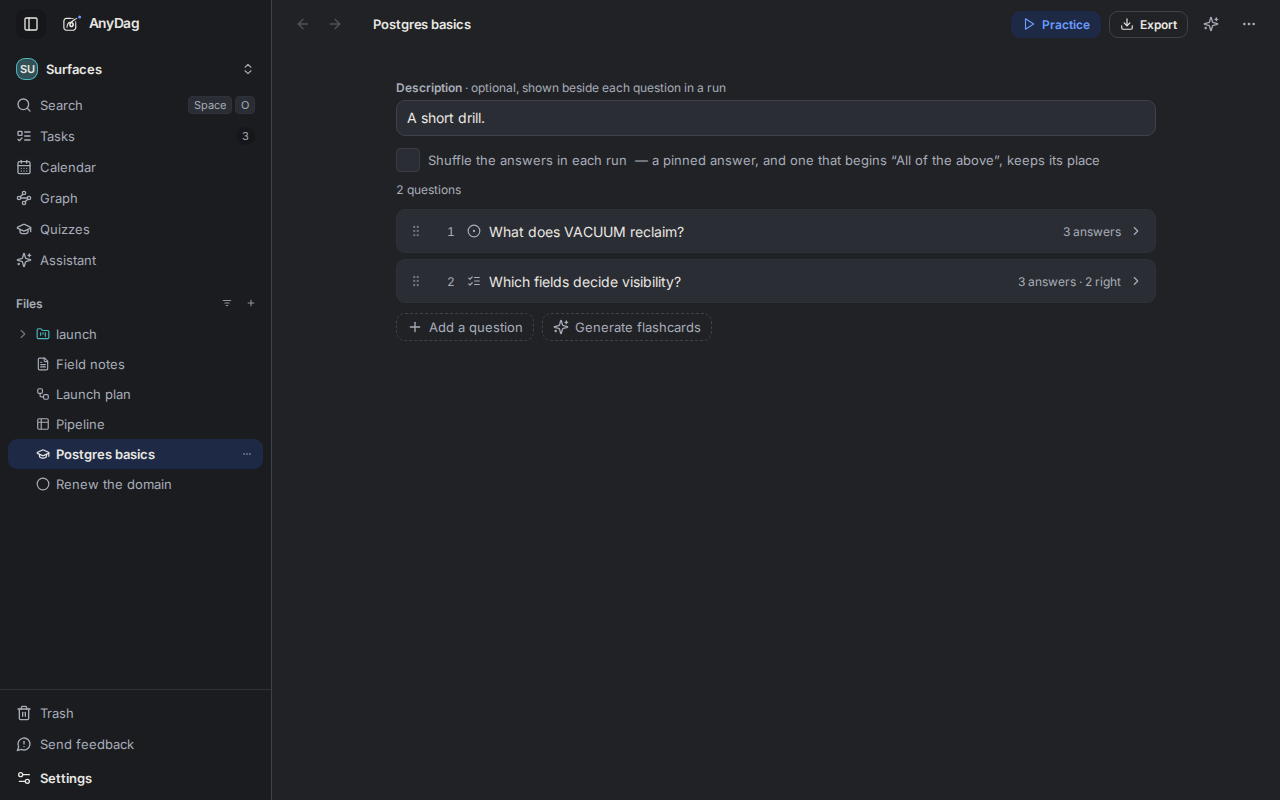 AnyDag
Postgres basics
Practice
Export
SU Surfaces
Search Space O
Tasks 3
Calendar
Graph
Quizzes
Assistant
Files
launch
Field notes
Launch plan
Pipeline
Postgres basics
Renew the domain
Trash
Send feedback
Settings
Description · optional, shown beside each question in a run
A short drill.
Shuffle the answers in each run — a pinned answer, and one that begins “All of the above”, keeps its place
2 questions
1 What does VACUUM reclaim? 3 answers
2 Which fields decide visibility? 3 answers · 2 right
Add a question Generate flashcards